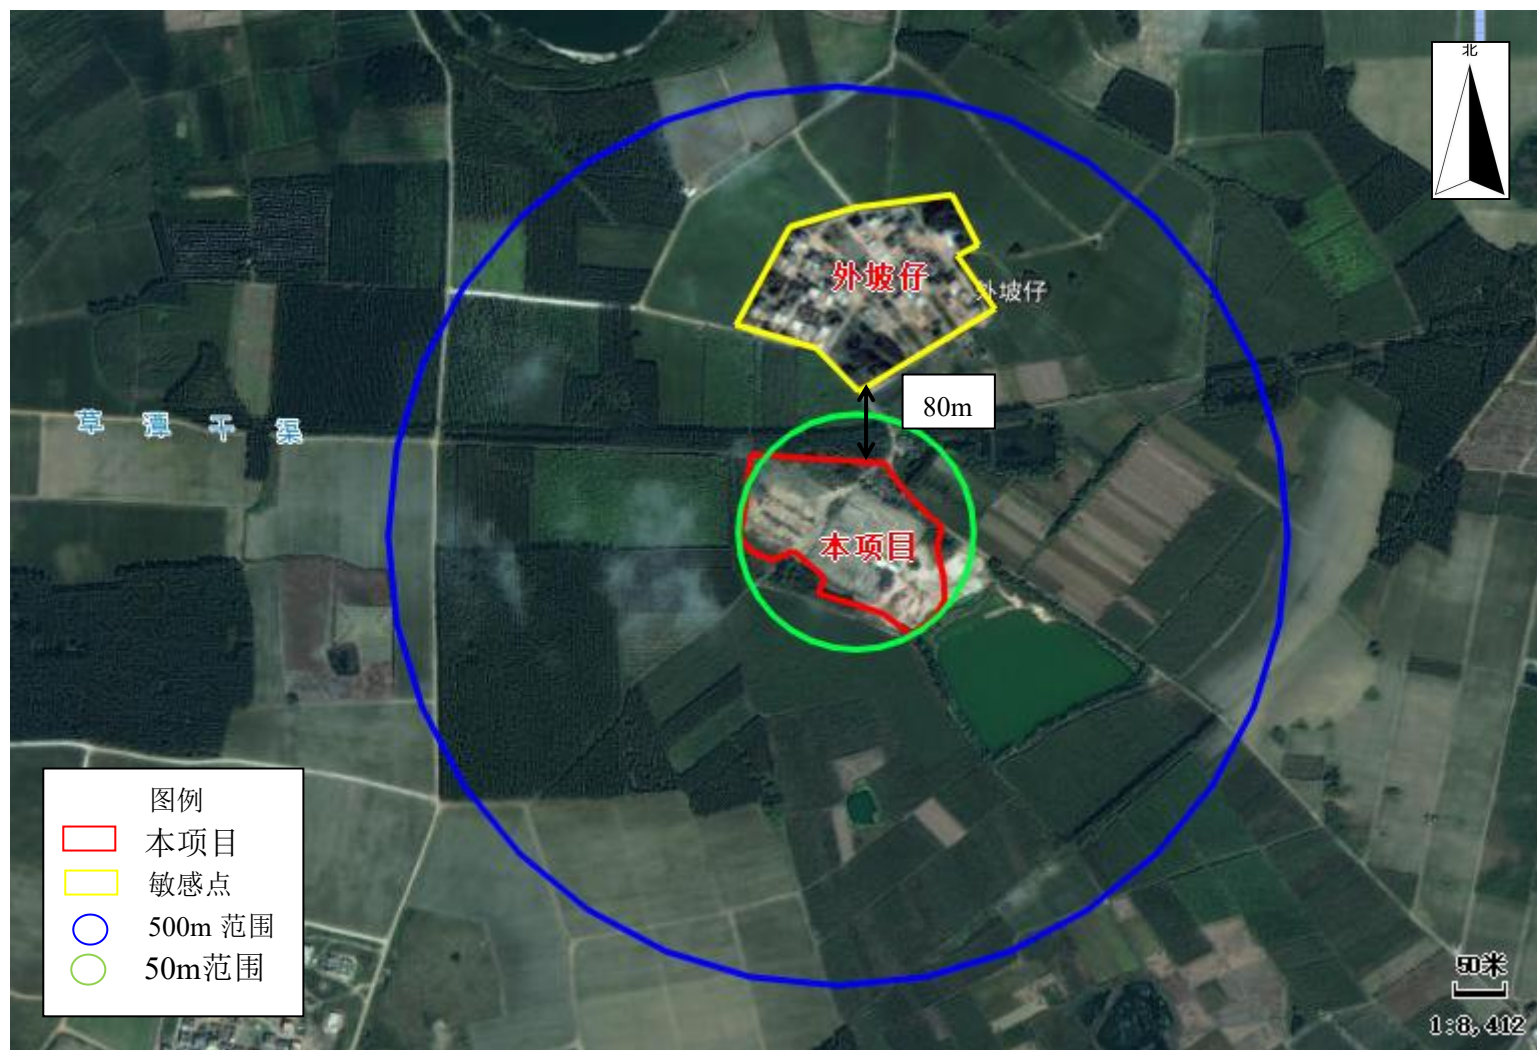 北
外坡仔
外坡仔
80m
草潭干渠
本项目
图例
本项目
敏感点
500m 范围
50m范围
50米
1:8,412